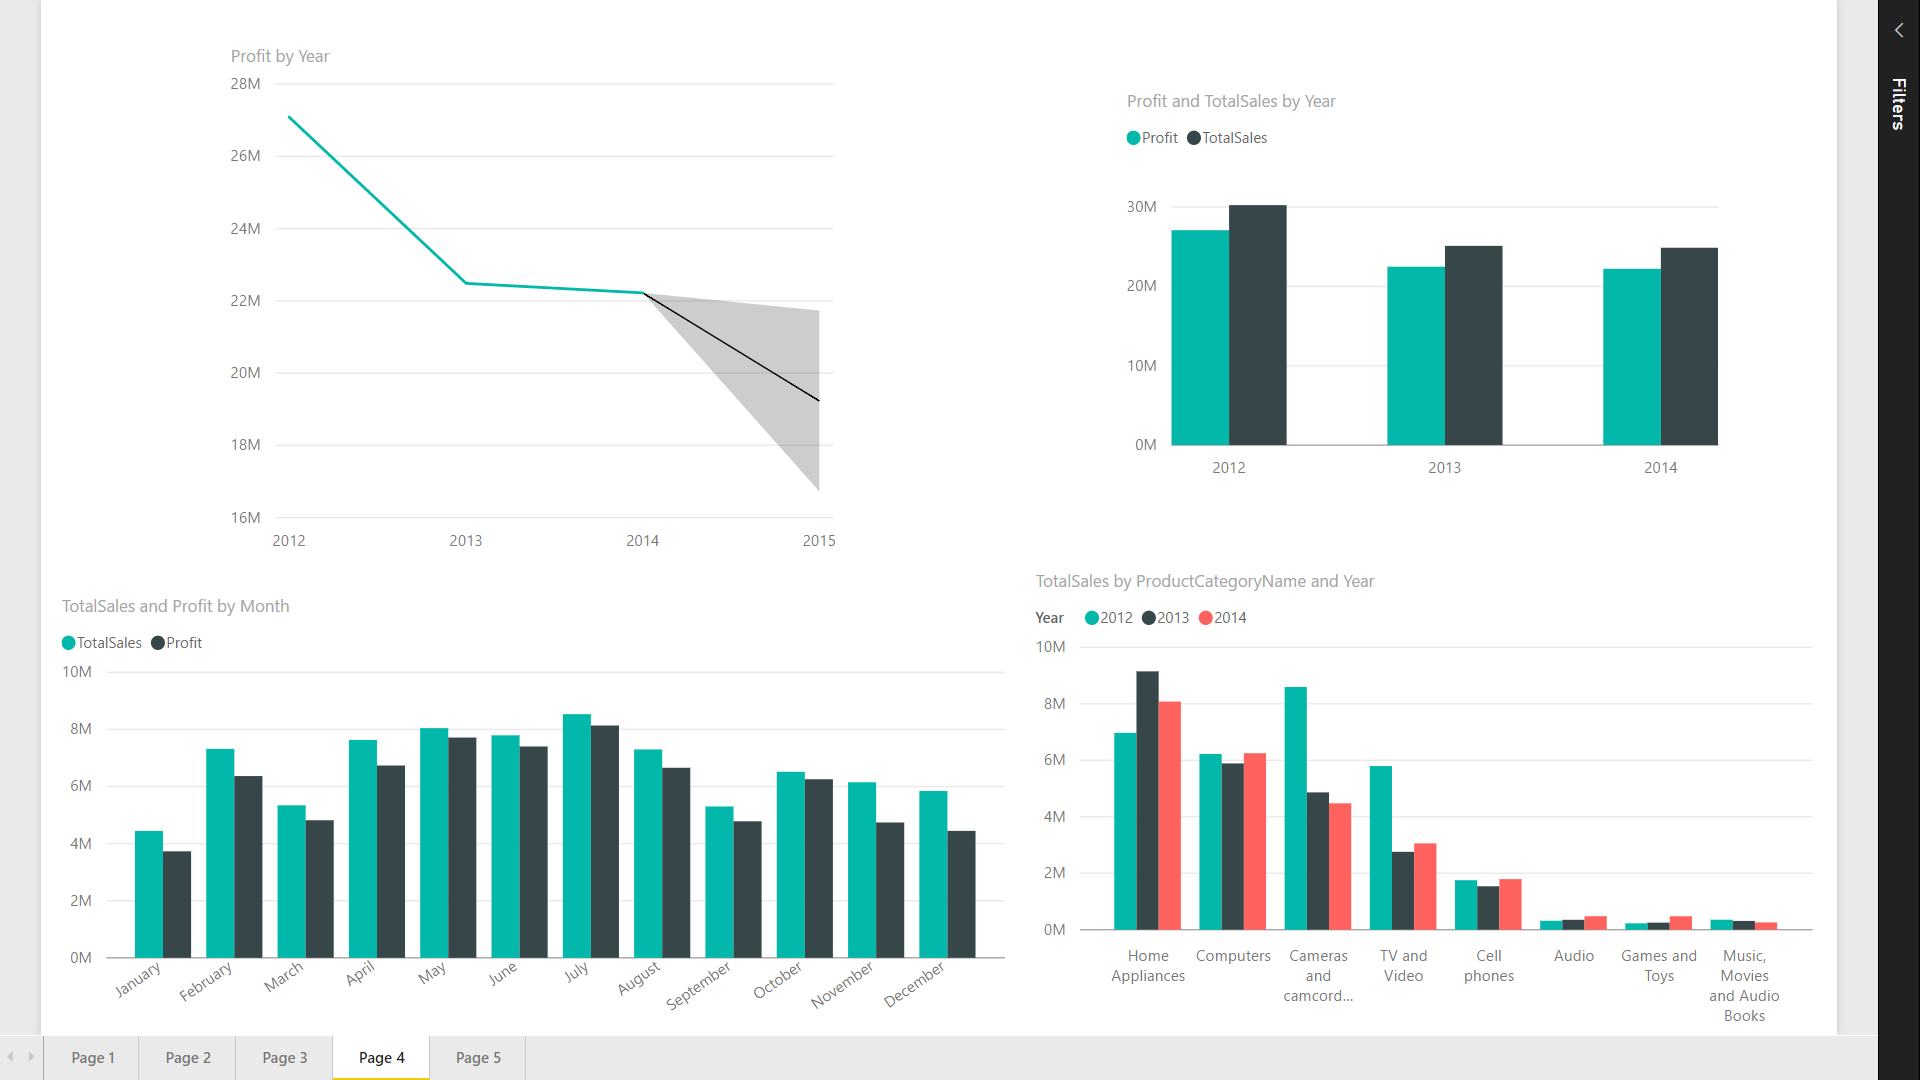 Profit by Year
28M
26M
24M
22M
20M
18M
16M
2012 2013 2014 2015
Profit and TotalSales by Year
Profit TotalSales
30M
20M
10M
0M
2012 2013 2014
TotalSales and Profit by Month
TotalSales Profit
10M
8M
6M
4M
2M
0M
January February March April May June July August September October November December
TotalSales by ProductCategoryName and Year
Year 2012 2013 2014
10M
8M
6M
4M
2M
0M
Home Appliances
Computers
Cameras and camcord...
TV and Video
Cell phones
Audio
Games and Toys
Music, Movies and Audio Books
Filters
Page 1 Page 2 Page 3 Page 4 Page 5